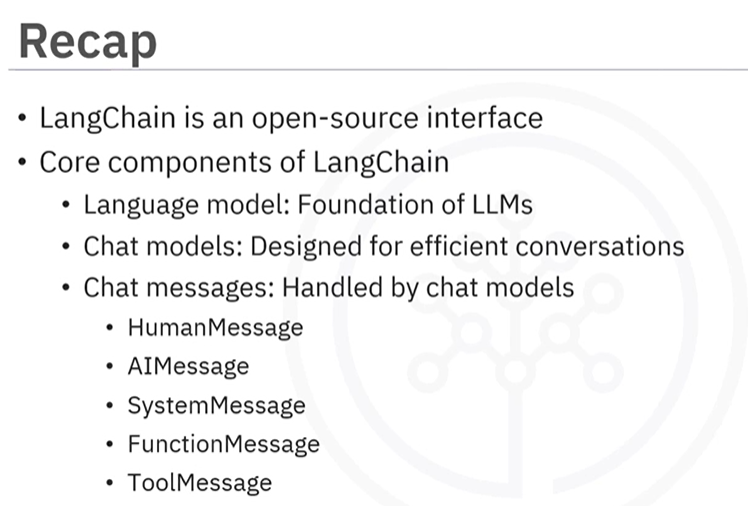 Recap
• LangChain is an open-source interface
• Core components of LangChain
• Language model: Foundation of LLMs
• Chat models: Designed for efficient conversations
• Chat messages: Handled by chat models
• HumanMessage
• AIMessage
• SystemMessage
• FunctionMessage
• ToolMessage